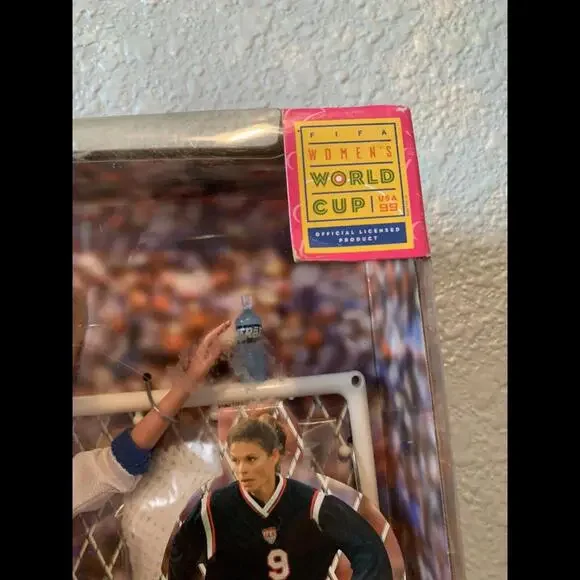 FIFA
WOMEN'S
WORLD
CUP USA
99
OFFICIAL LICENSED
PRODUCT
9